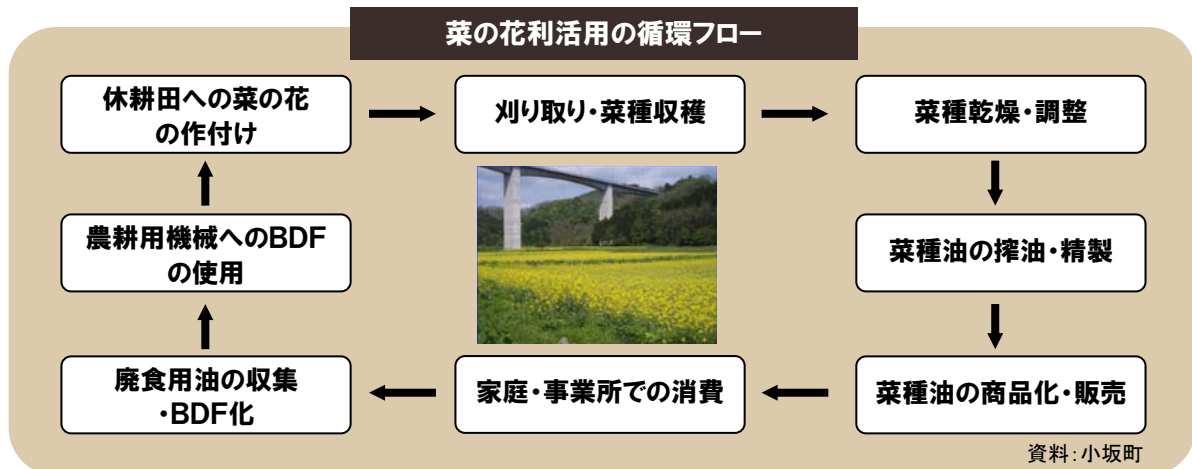 菜の花利活用の循環フロー
休耕田への菜の花
の作付け
刈り取り・菜種収穫
菜種乾燥・調整
農耕用機械へのBDF
の使用
菜種油の搾油・精製
廃食用油の収集
・BDF化
家庭・事業所での消費
菜種油の商品化・販売
資料：小坂町